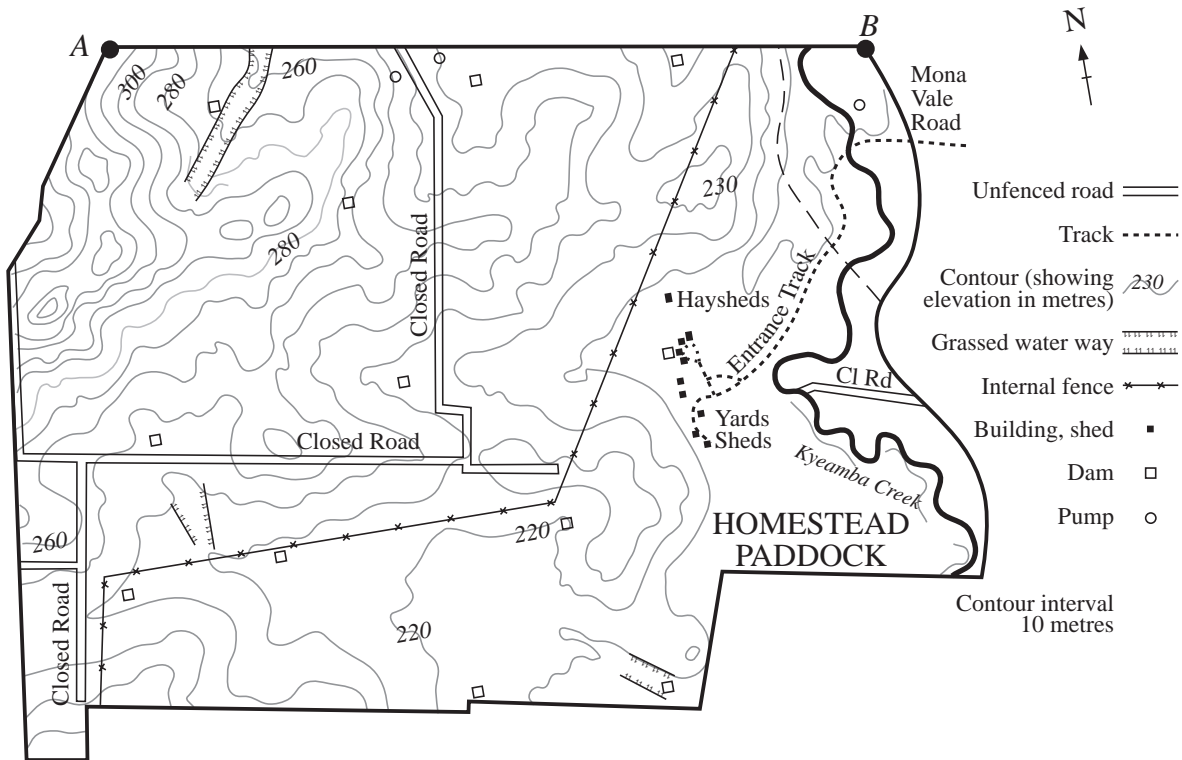 A
B
N
300
280
260
Mona
Vale
Road
230
Unfenced road
Track
Contour (showing
elevation in metres)
230
Grassed water way
Internal fence
Building, shed
Dam
Pump
Contour interval
10 metres
280
Closed Road
Haysheds
Entrance Track
Cl Rd
Yards
Sheds
Closed Road
Kyeamba Creek
HOMESTEAD
PADDOCK
220
260
Closed Road
220